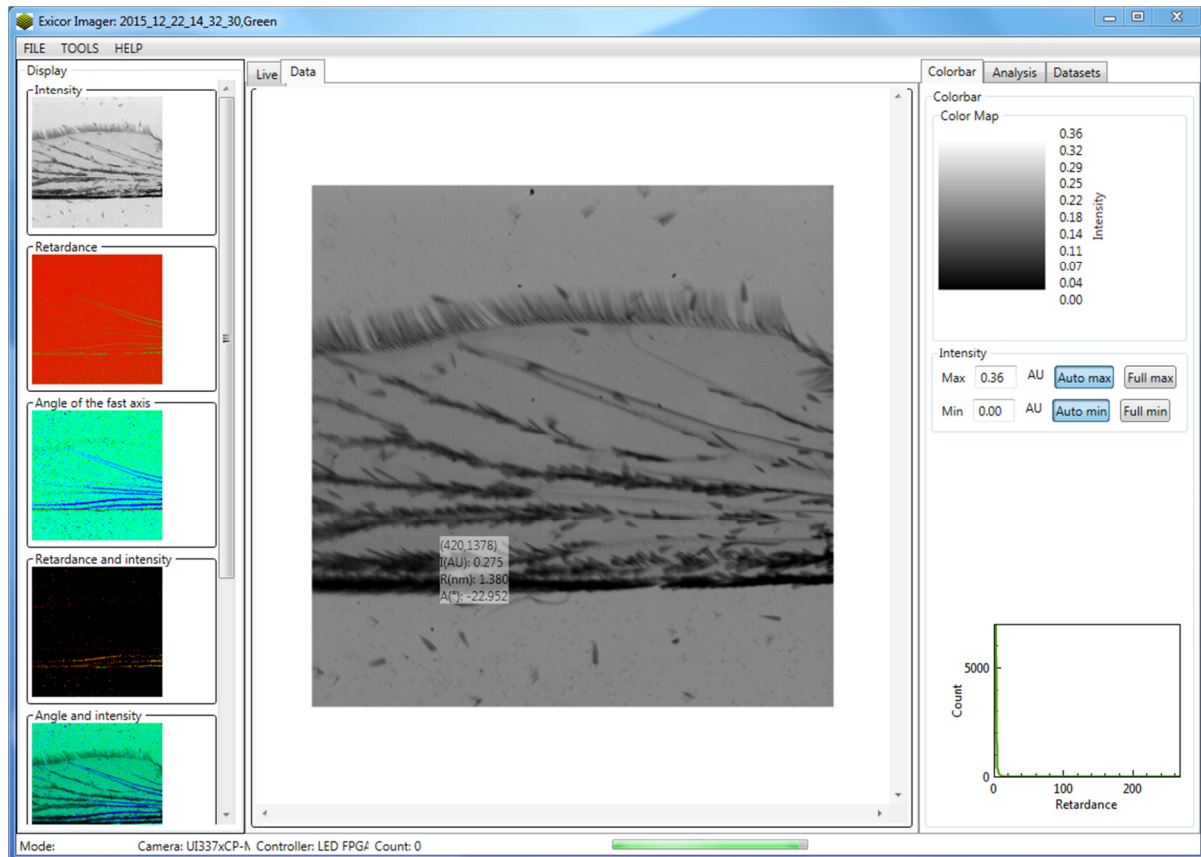 Exicor Imager: 2015_12_22_14_32_30,Green
FILE TOOLS HELP
Display
Intensity
Retardance
Angle of the fast axis
Retardance and intensity
Angle and intensity
Live Data
(420,1378)
I(AU): 0.275
R(nm): 1.380
A(°): -22.952
Colorbar Analysis Datasets
Colorbar
Color Map
0.36
0.32
0.29
0.25
0.22
0.18
0.14
0.11
0.07
0.04
0.00
Intensity
Intensity
Max 0.36 AU Auto max Full max
Min 0.00 AU Auto min Full min
Count
5000
0
0 100 200
Retardance
Mode: Camera: UI337xCP-M Controller: LED FPGA Count: 0